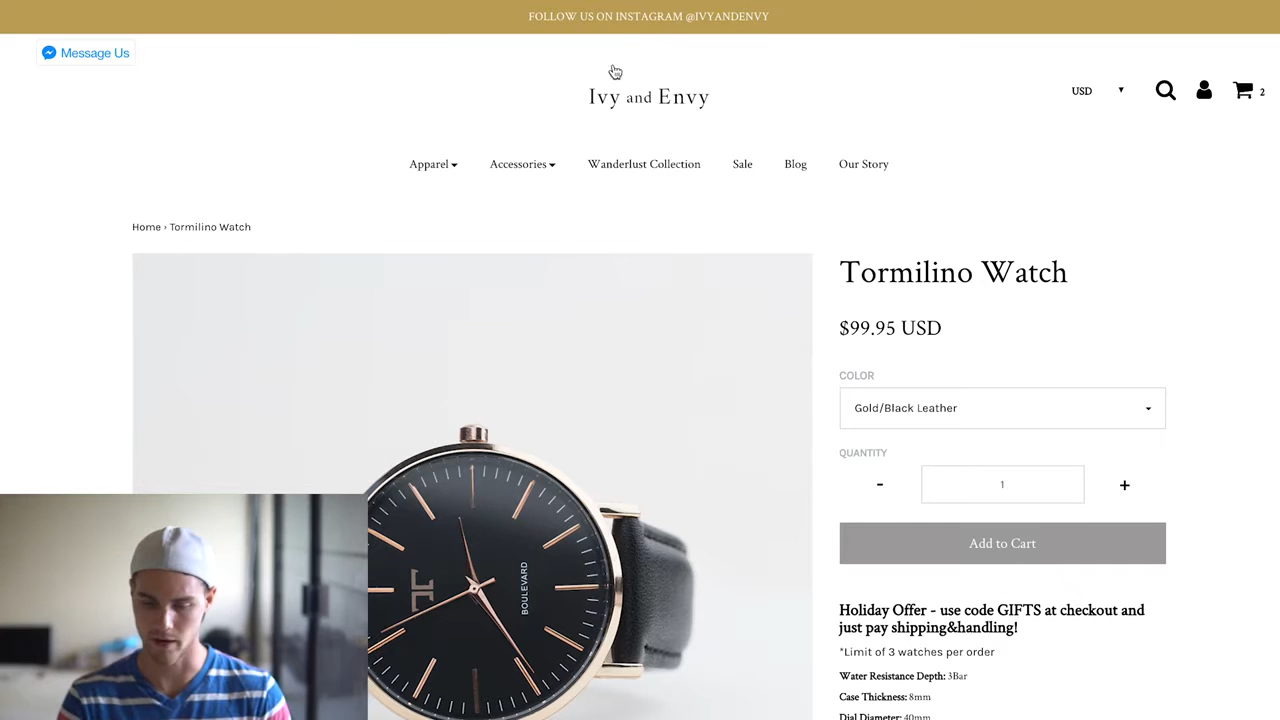 FOLLOW US ON INSTAGRAM @IVYANDENVY
Message Us
Ivy and Envy
USD
2
Apparel
Accessories
Wanderlust Collection
Sale
Blog
Our Story
Home › Tormilino Watch
Tormilino Watch
$99.95 USD
COLOR
Gold/Black Leather
QUANTITY
- 1 +
Add to Cart
Holiday Offer - use code GIFTS at checkout and
just pay shipping&handling!
*Limit of 3 watches per order
Water Resistance Depth: 3Bar
Case Thickness: 8mm
Dial Diameter: 40mm
BOULEVARD